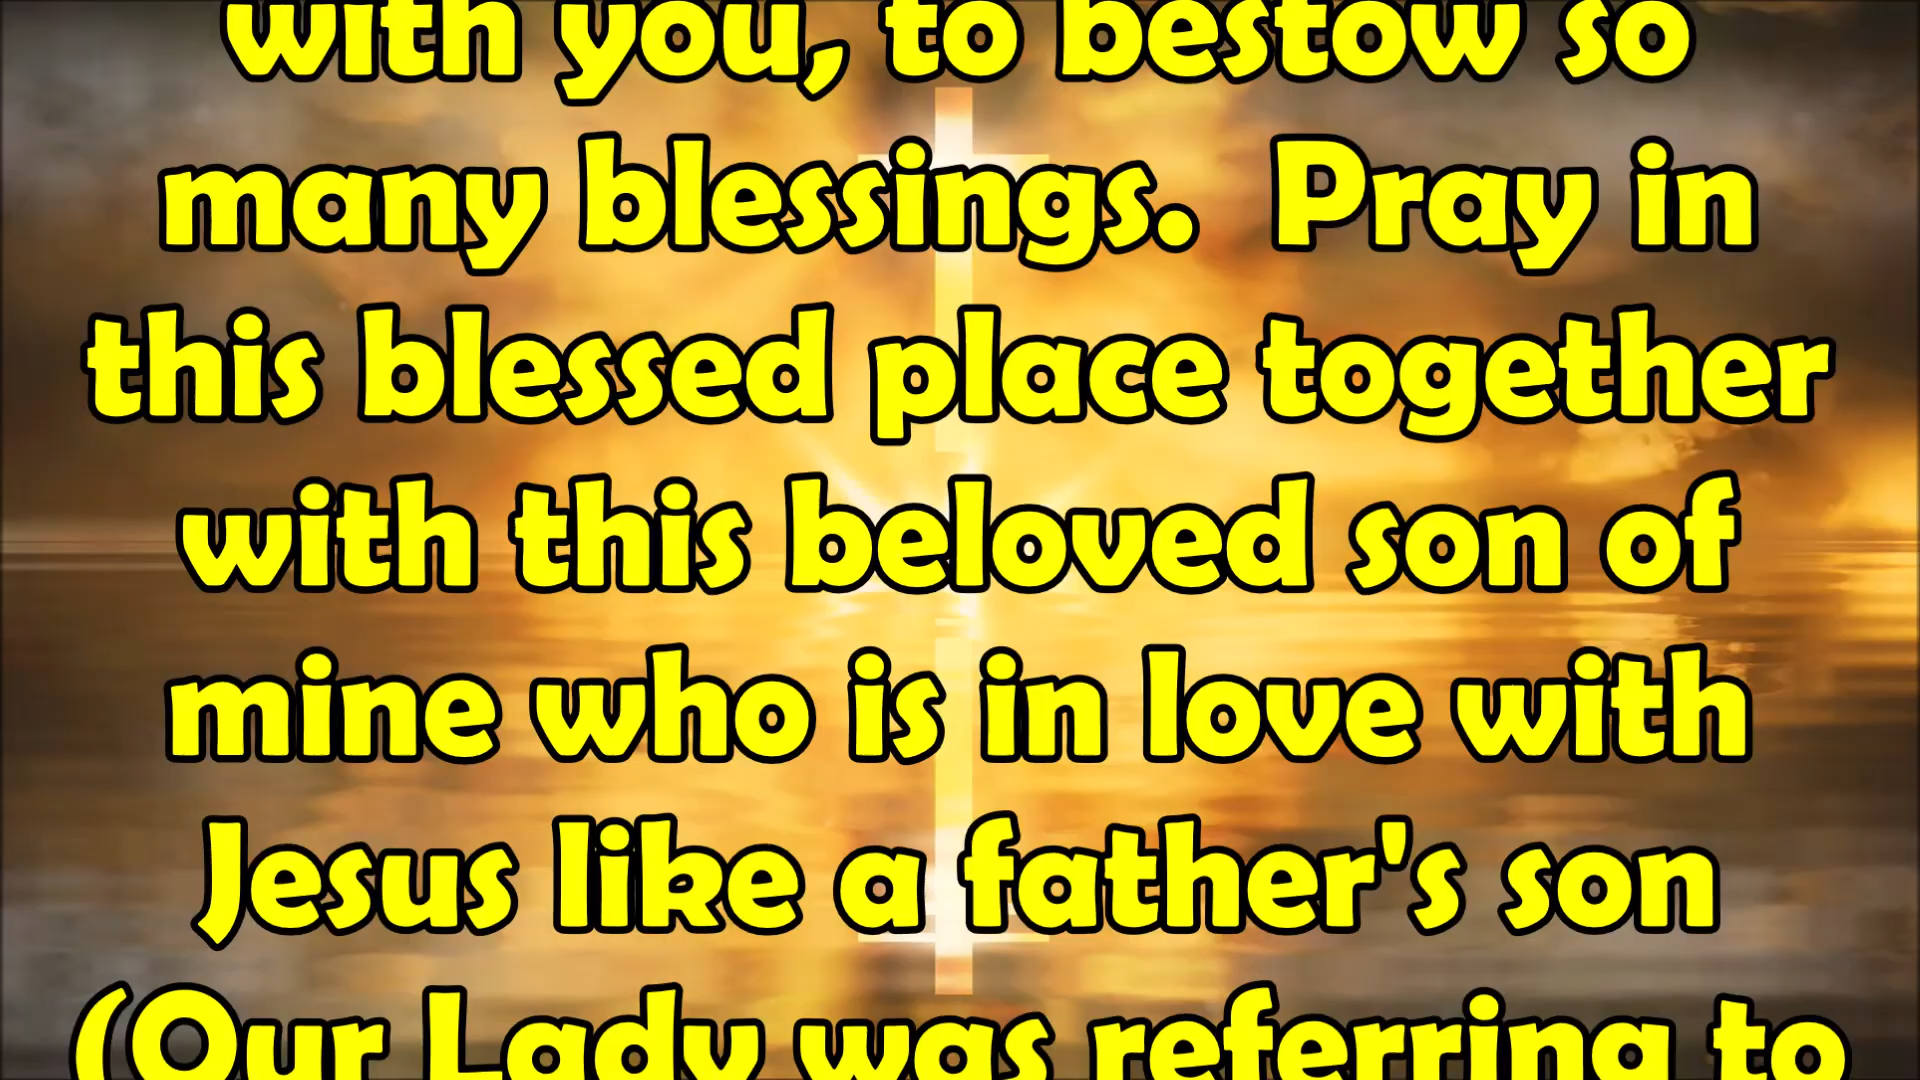 with you, to bestow so
many blessings.  Pray in
this blessed place together
with this beloved son of
mine who is in love with
Jesus like a father's son
(Our Lady was referring to